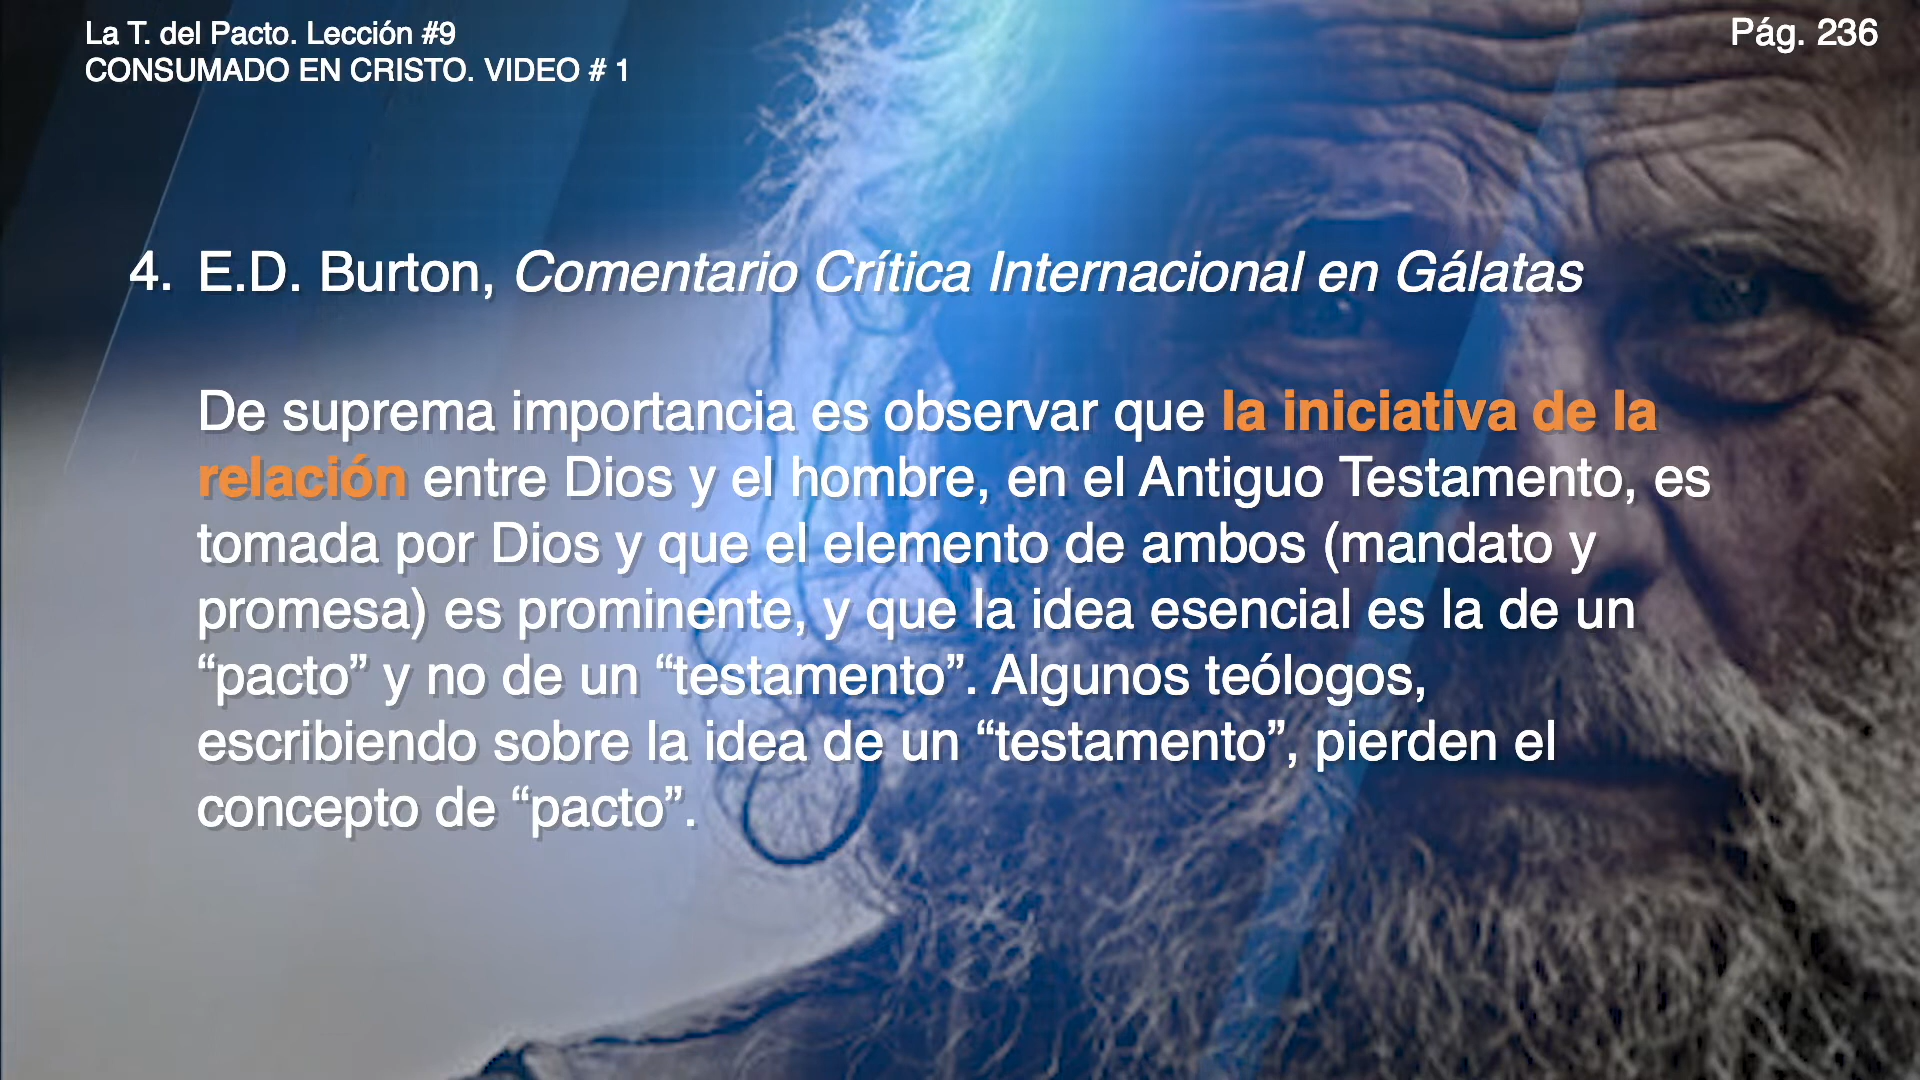 La T. del Pacto. Lección #9
CONSUMADO EN CRISTO. VIDEO # 1
Pág. 236
4. E.D. Burton, Comentario Crítica Internacional en Gálatas
De suprema importancia es observar que la iniciativa de la
relación entre Dios y el hombre, en el Antiguo Testamento, es
tomada por Dios y que el elemento de ambos (mandato y
promesa) es prominente, y que la idea esencial es la de un
“pacto” y no de un “testamento”. Algunos teólogos,
escribiendo sobre la idea de un “testamento”, pierden el
concepto de “pacto”.